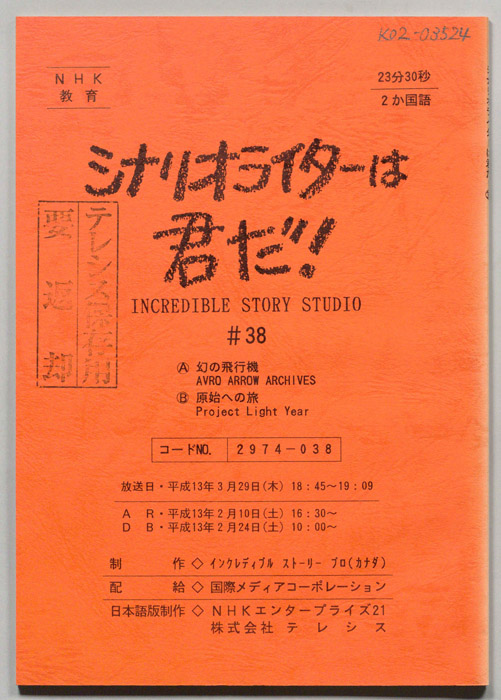 K02-03524
NHK
教育
23分30秒
2か国語
シナリオライターは
君だ!
INCREDIBLE STORY STUDIO
#38
Ⓐ 幻の飛行機
AVRO ARROW ARCHIVES
Ⓑ 原始への旅
Project Light Year
テレシス保存用
要返却
コードNO. 2974-038
放送日・平成13年3月29日(木) 18:45~19:09
A R・平成13年2月10日(土) 16:30~
D B・平成13年2月24日(土) 10:00~
制 作◇インクレディブル ストーリー プロ(カナダ)
配 給◇国際メディアコーポレーション
日本語版制作◇NHKエンタープライズ21
株式会社テレシス